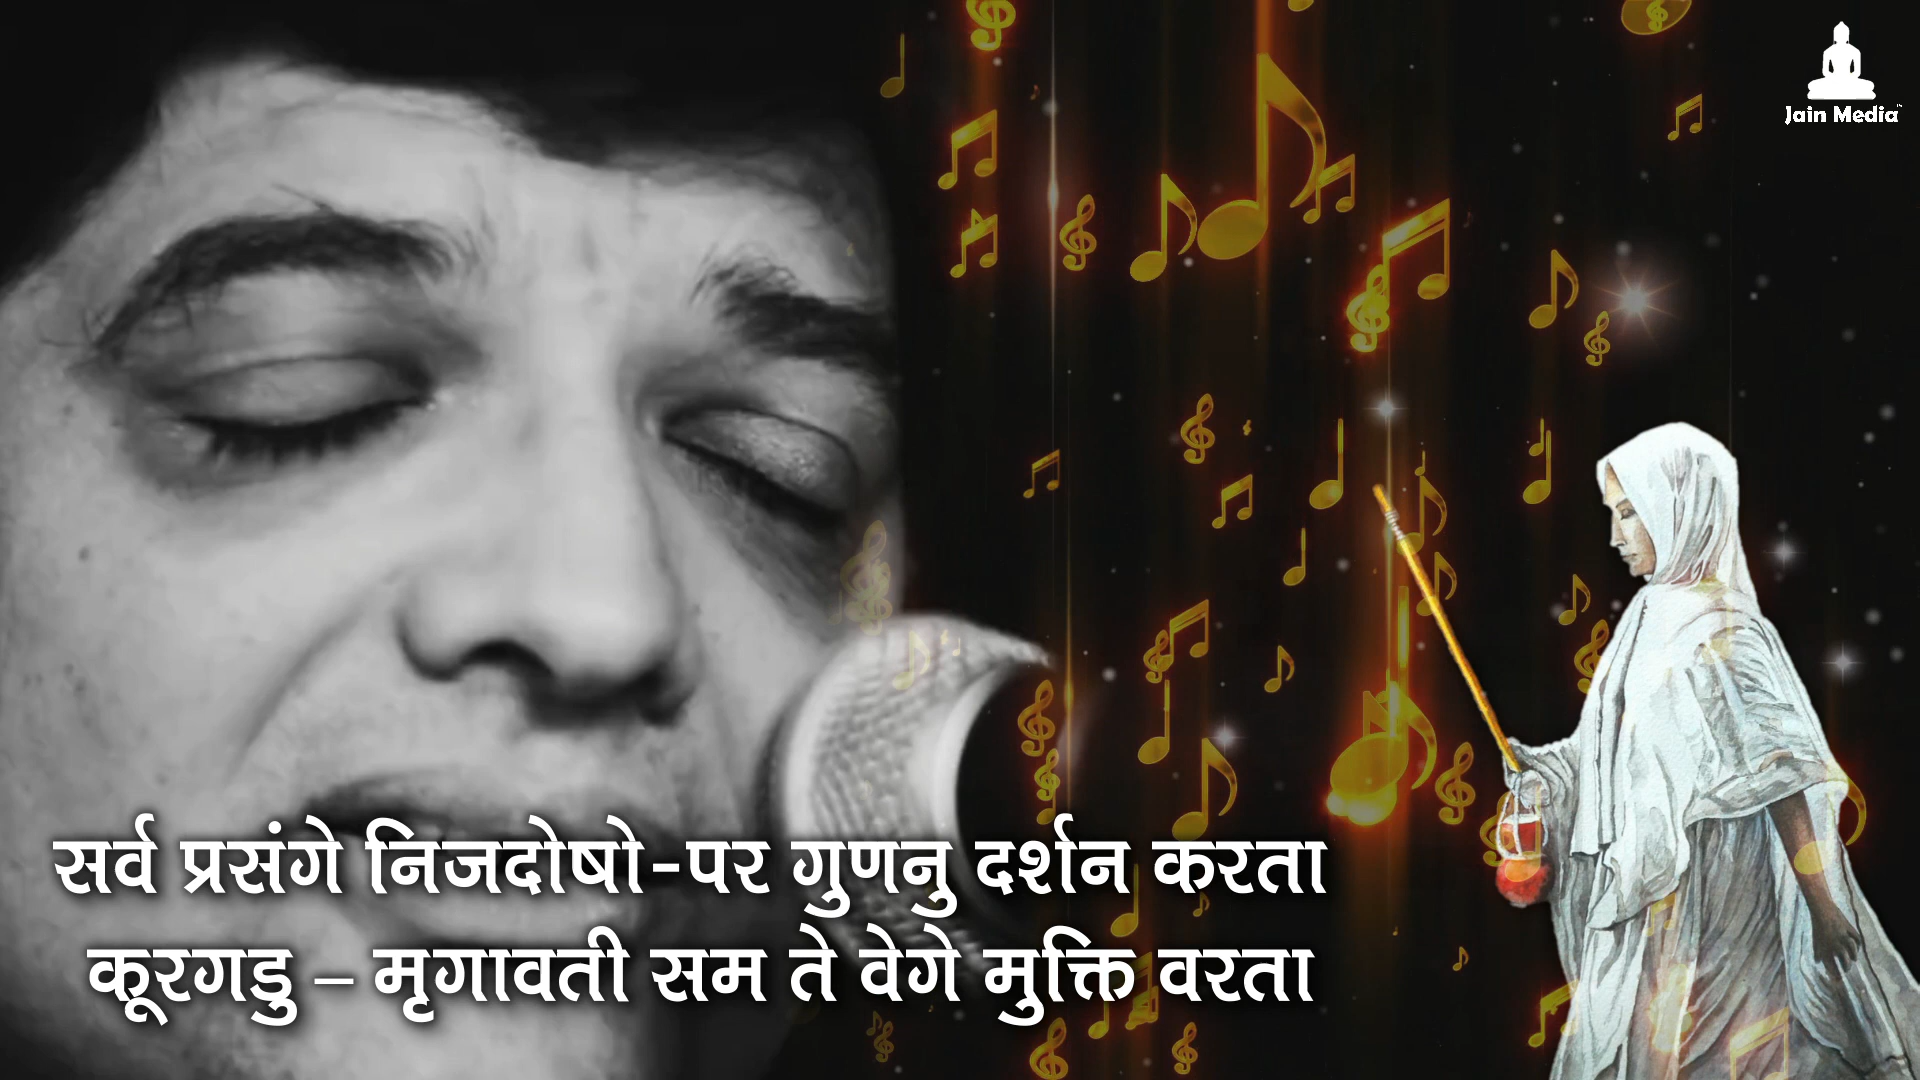 Jain Media
सर्व प्रसंगे निजदोषो-पर गुणनु दर्शन करता
कूरगडु – मृगावती सम ते वेगे मुक्ति वरता